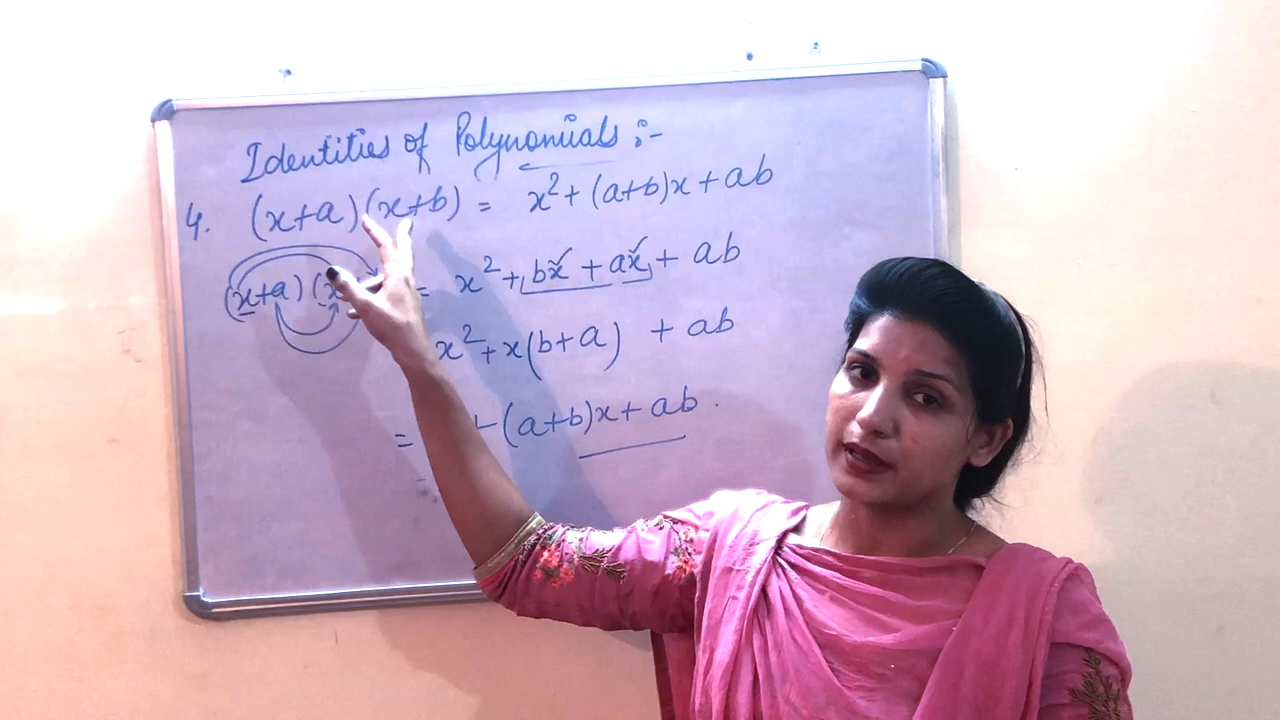 Identities of Polynomials :-
4. (x+a)(x+b) = x² + (a+b)x + ab
(x+a)(x = x² + bx + ax + ab
x² + x(b+a) + ab
= (a+b)x + ab .